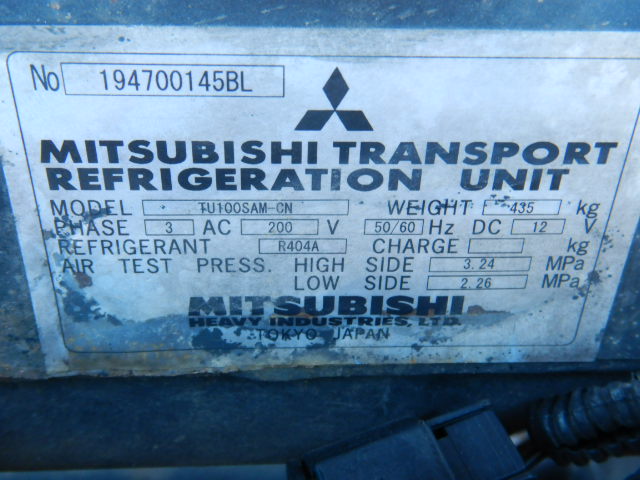 No 194700145BL
MITSUBISHI TRANSPORT
REFRIGERATION UNIT
MODEL TU100SAM-CN WEIGHT 435 kg
PHASE 3 AC 200 V 50/60 Hz DC 12 V
REFRIGERANT R404A CHARGE kg
AIR TEST PRESS. HIGH SIDE 3.24 MPa
LOW SIDE 2.26 MPa
MITSUBISHI
HEAVY INDUSTRIES, LTD.
TOKYO JAPAN